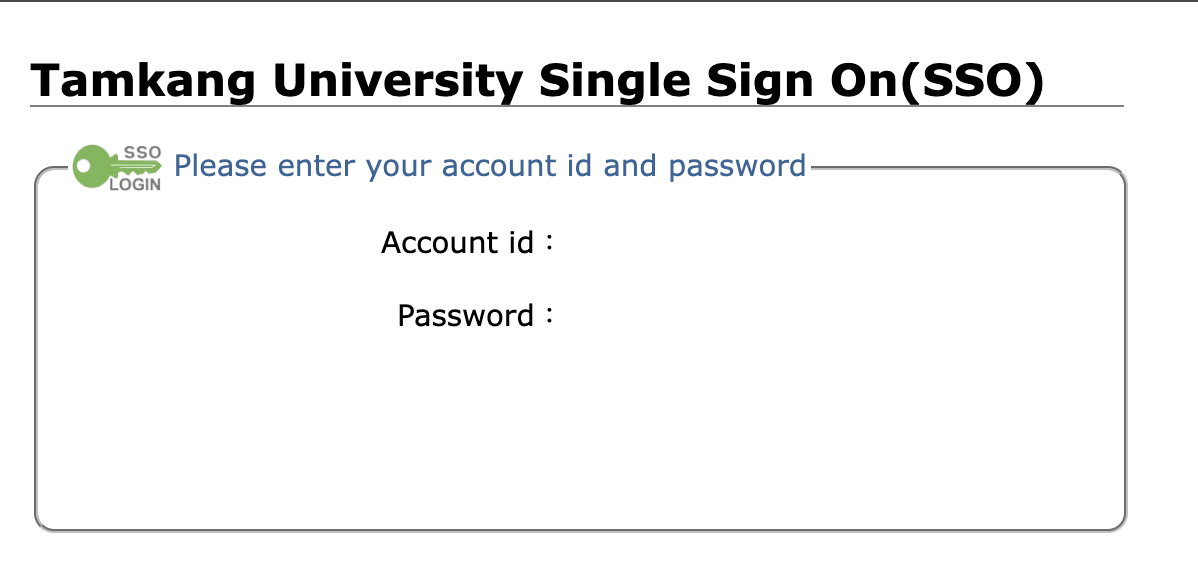 Tamkang University Single Sign On(SSO)
SSO
LOGIN
Please enter your account id and password
Account id：
Password：